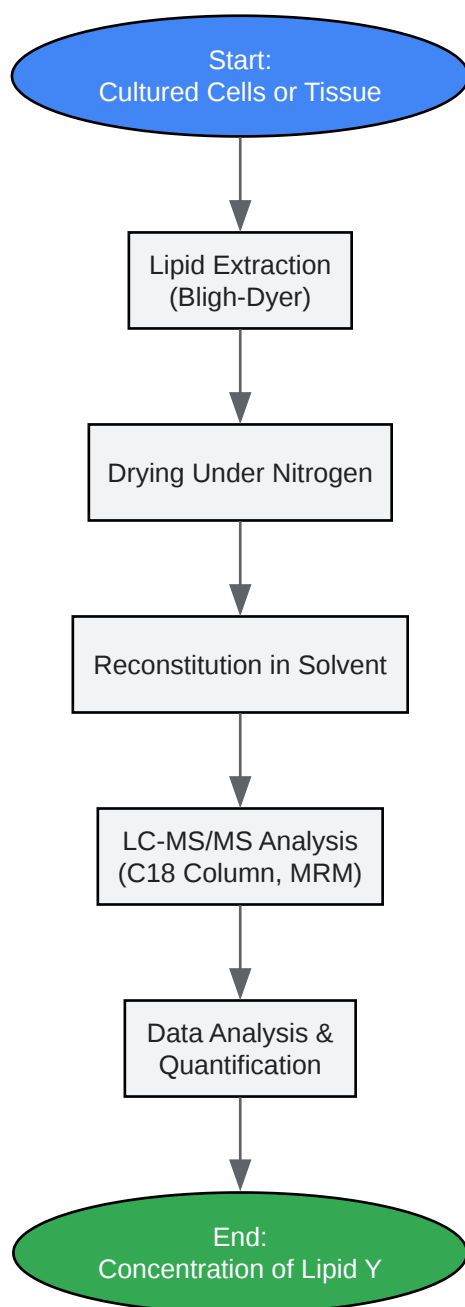 Start:
Cultured Cells or Tissue
Lipid Extraction
(Bligh-Dyer)
Drying Under Nitrogen
Reconstitution in Solvent
LC-MS/MS Analysis
(C18 Column, MRM)
Data Analysis &
Quantification
End:
Concentration of Lipid Y